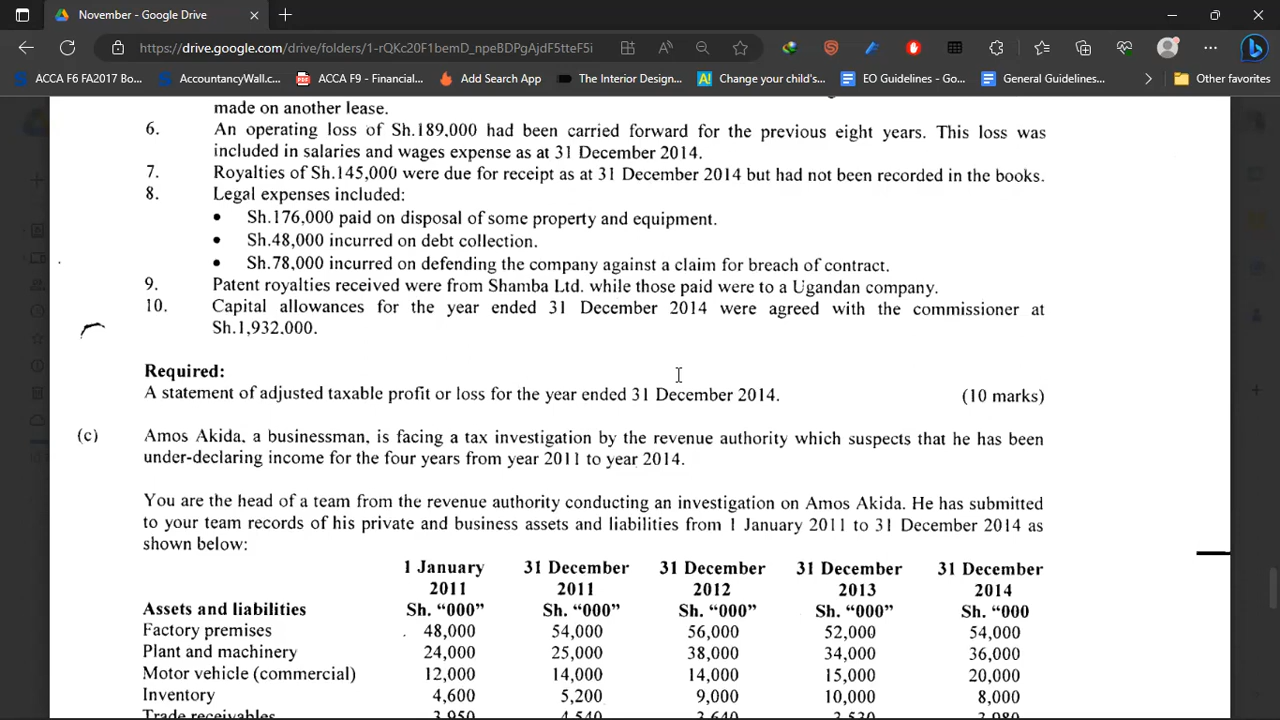 November - Google Drive
https://drive.google.com/drive/folders/1-rQKc20F1bemD_npeBDPgAjdF5tteF5i
ACCA F6 FA2017 Bo...
AccountancyWall.c...
ACCA F9 - Financial...
Add Search App
The Interior Design...
Change your child's...
EO Guidelines - Go...
General Guidelines...
Other favorites
made on another lease.
6. An operating loss of Sh.189,000 had been carried forward for the previous eight years. This loss was
included in salaries and wages expense as at 31 December 2014.
7. Royalties of Sh.145,000 were due for receipt as at 31 December 2014 but had not been recorded in the books.
8. Legal expenses included:
• Sh.176,000 paid on disposal of some property and equipment.
• Sh.48,000 incurred on debt collection.
• Sh.78,000 incurred on defending the company against a claim for breach of contract.
9. Patent royalties received were from Shamba Ltd. while those paid were to a Ugandan company.
10. Capital allowances for the year ended 31 December 2014 were agreed with the commissioner at
Sh.1,932.000.
Required:
A statement of adjusted taxable profit or loss for the year ended 31 December 2014. (10 marks)
(c) Amos Akida, a businessman, is facing a tax investigation by the revenue authority which suspects that he has been
under-declaring income for the four years from year 2011 to year 2014.
You are the head of a team from the revenue authority conducting an investigation on Amos Akida. He has submitted
to your team records of his private and business assets and liabilities from 1 January 2011 to 31 December 2014 as
shown below:
1 January 31 December 31 December 31 December 31 December
2011 2011 2012 2013 2014
Assets and liabilities Sh. “000” Sh. “000” Sh. “000” Sh. “000” Sh. “000
Factory premises 48,000 54,000 56,000 52,000 54,000
Plant and machinery 24,000 25,000 38,000 34,000 36,000
Motor vehicle (commercial) 12,000 14,000 14,000 15,000 20,000
Inventory 4,600 5,200 9,000 10,000 8,000
Trade receivables 3,950 4,540 3,640 3,530 2,980